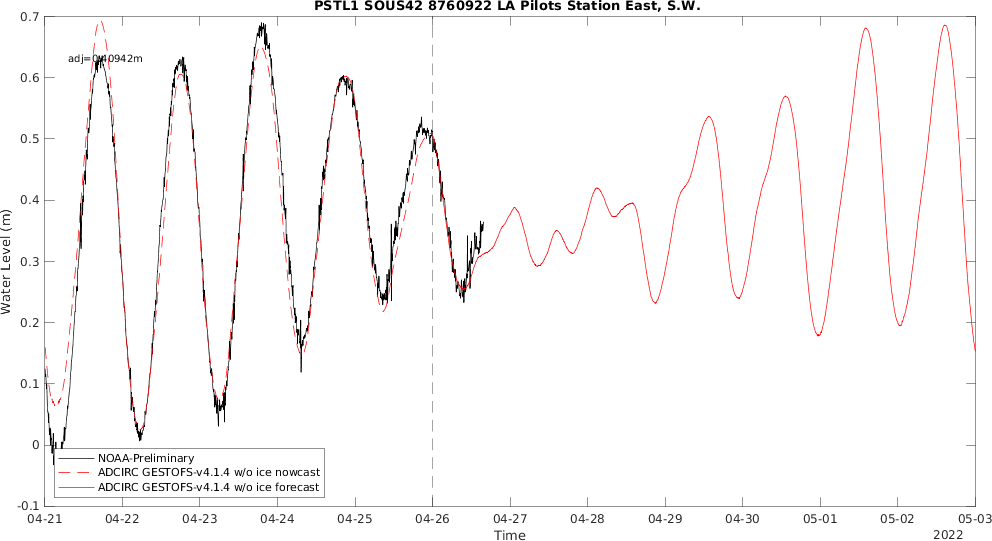 PSTL1 SOUS42 8760922 LA Pilots Station East, S.W.
0.7
adj=0.40942m
0.6
0.5
0.4
0.3
0.2
0.1
0
-0.1
Water Level (m)
NOAA-Preliminary
ADCIRC GESTOFS-v4.1.4 w/o ice nowcast
ADCIRC GESTOFS-v4.1.4 w/o ice forecast
04-21 04-22 04-23 04-24 04-25 04-26 04-27 04-28 04-29 04-30 05-01 05-02 05-03
Time
2022